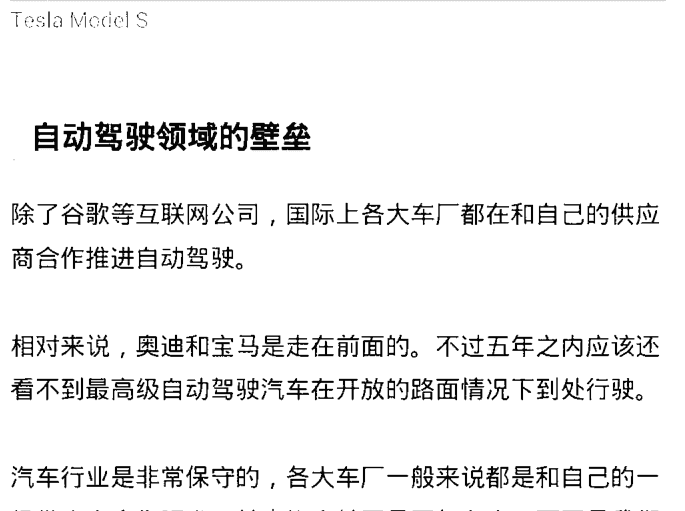 Tesla Model S
自动驾驶领域的壁垒
除了谷歌等互联网公司，国际上各大车厂都在和自己的供应
商合作推进自动驾驶。
相对来说，奥迪和宝马是走在前面的。不过五年之内应该还
看不到最高级自动驾驶汽车在开放的路面情况下到处行驶。
汽车行业是非常保守的，各大车厂一般来说都是和自己的一